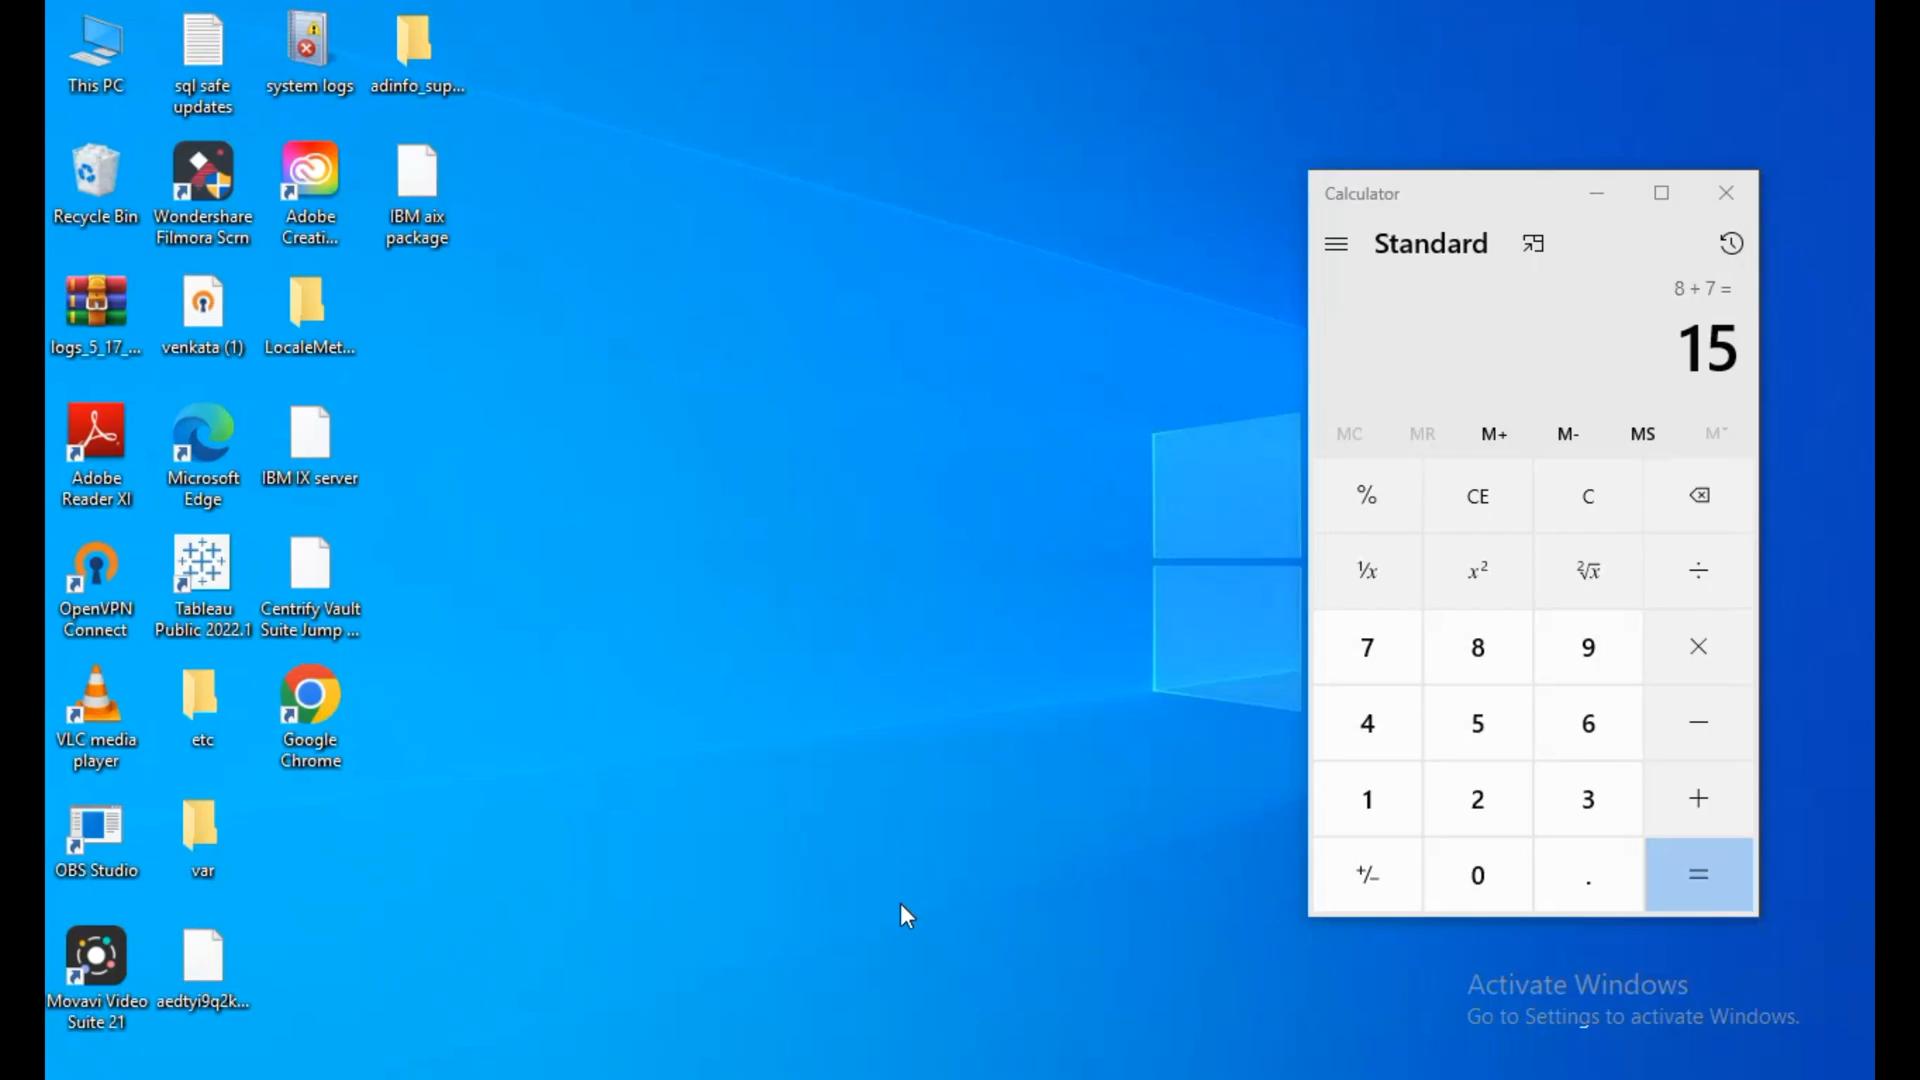 This PC
sql safe
updates
system logs
adinfo_sup...
Recycle Bin
Wondershare
Filmora Scrn
Adobe
Creati...
IBM aix
package
logs_5_17_...
venkata (1)
LocaleMet...
Adobe
Reader XI
Microsoft
Edge
IBM IX server
OpenVPN
Connect
Tableau
Public 2022.1
Centrify Vault
Suite Jump ...
VLC media
player
etc
Google
Chrome
OBS Studio
var
Movavi Video
Suite 21
aedtyi9q2k...
Calculator
Standard
8 + 7 =
15
MC MR M+ M- MS M˅
% CE C
¹/x x² ²√x ÷
7 8 9 ×
4 5 6 −
1 2 3 +
+/− 0 . =
Activate Windows
Go to Settings to activate Windows.